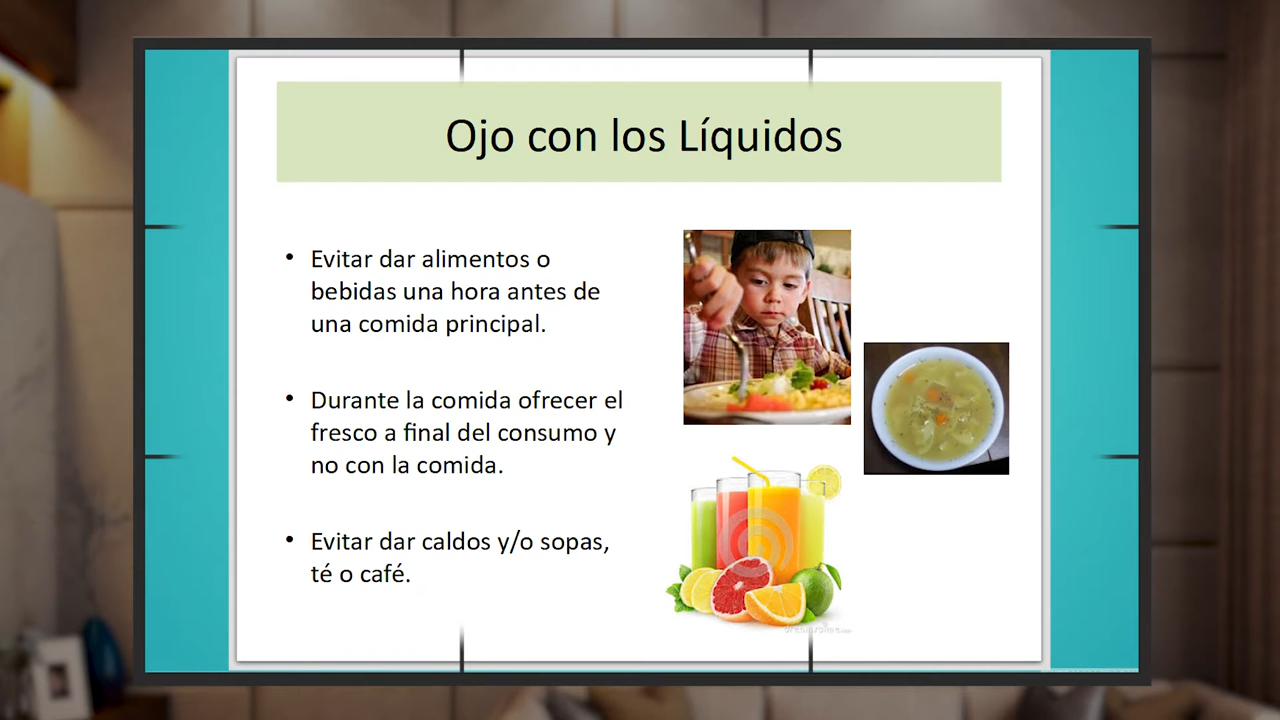 Ojo con los Líquidos
• Evitar dar alimentos o
bebidas una hora antes de
una comida principal.
• Durante la comida ofrecer el
fresco a final del consumo y
no con la comida.
• Evitar dar caldos y/o sopas,
té o café.